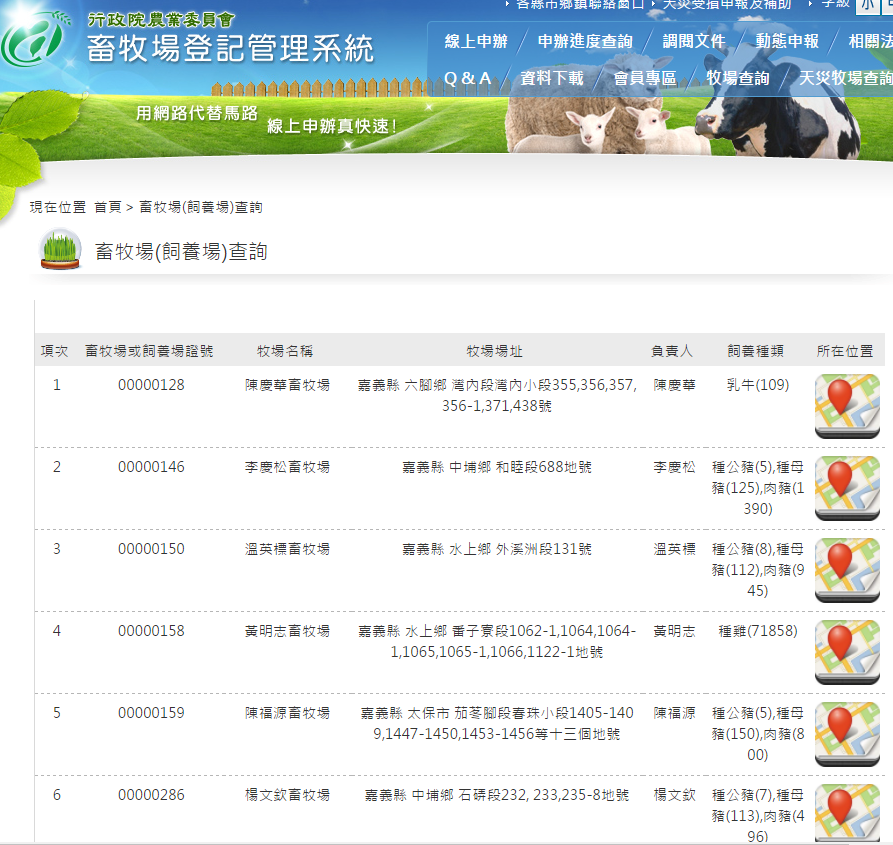 各縣市鄉鎮聯絡窗口 天災受損申報及補助 字級 小
行政院農業委員會
畜牧場登記管理系統
線上申辦 申辦進度查詢 調閱文件 動態申報 相關法
Q & A 資料下載 會員專區 牧場查詢 天災牧場查詢
用網路代替馬路
線上申辦真快速!
現在位置 首頁 > 畜牧場(飼養場)查詢
畜牧場(飼養場)查詢
項次 畜牧場或飼養場證號 牧場名稱 牧場場址 負責人 飼養種類 所在位置
1 00000128 陳慶華畜牧場 嘉義縣 六腳鄉 灣內段灣內小段355,356,357, 陳慶華 乳牛(109)
356-1,371,438號
2 00000146 李慶松畜牧場 嘉義縣 中埔鄉 和睦段688地號 李慶松 種公豬(5),種母
豬(125),肉豬(1
390)
3 00000150 溫英標畜牧場 嘉義縣 水上鄉 外溪洲段131號 溫英標 種公豬(8),種母
豬(112),肉豬(9
45)
4 00000158 黃明志畜牧場 嘉義縣 水上鄉 番子寮段1062-1,1064,1064- 黃明志 種雞(71858)
1,1065,1065-1,1066,1122-1地號
5 00000159 陳福源畜牧場 嘉義縣 太保市 茄苳腳段春珠小段1405-140 陳福源 種公豬(5),種母
9,1447-1450,1453-1456等十三個地號 豬(150),肉豬(8
00)
6 00000286 楊文欽畜牧場 嘉義縣 中埔鄉 石硦段232, 233,235-8地號 楊文欽 種公豬(7),種母
豬(113),肉豬(4
96)